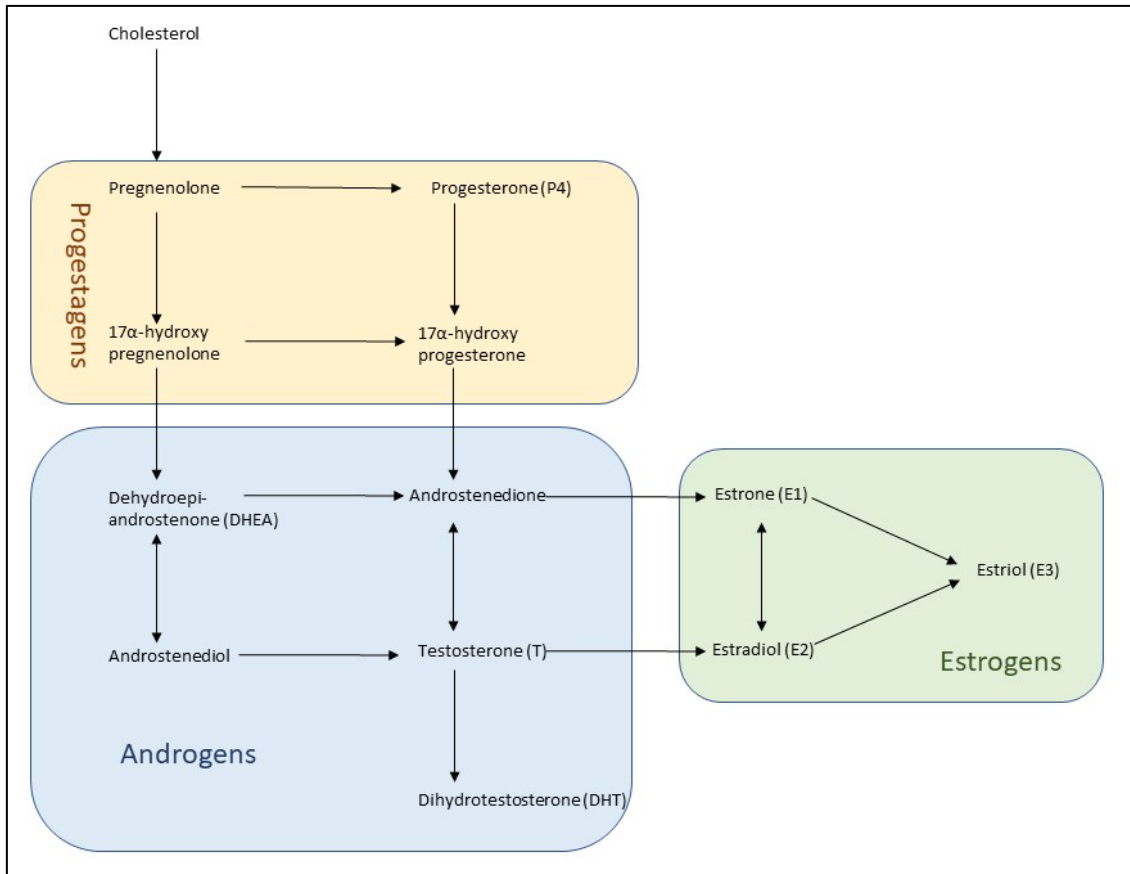 Cholesterol
Progestagens
Pregnenolone
Progesterone (P4)
17α-hydroxy
pregnenolone
17α-hydroxy
progesterone
Dehydroepi-
androstenone (DHEA)
Androstenedione
Estrone (E1)
Estriol (E3)
Androstenediol
Testosterone (T)
Estradiol (E2)
Estrogens
Androgens
Dihydrotestosterone (DHT)